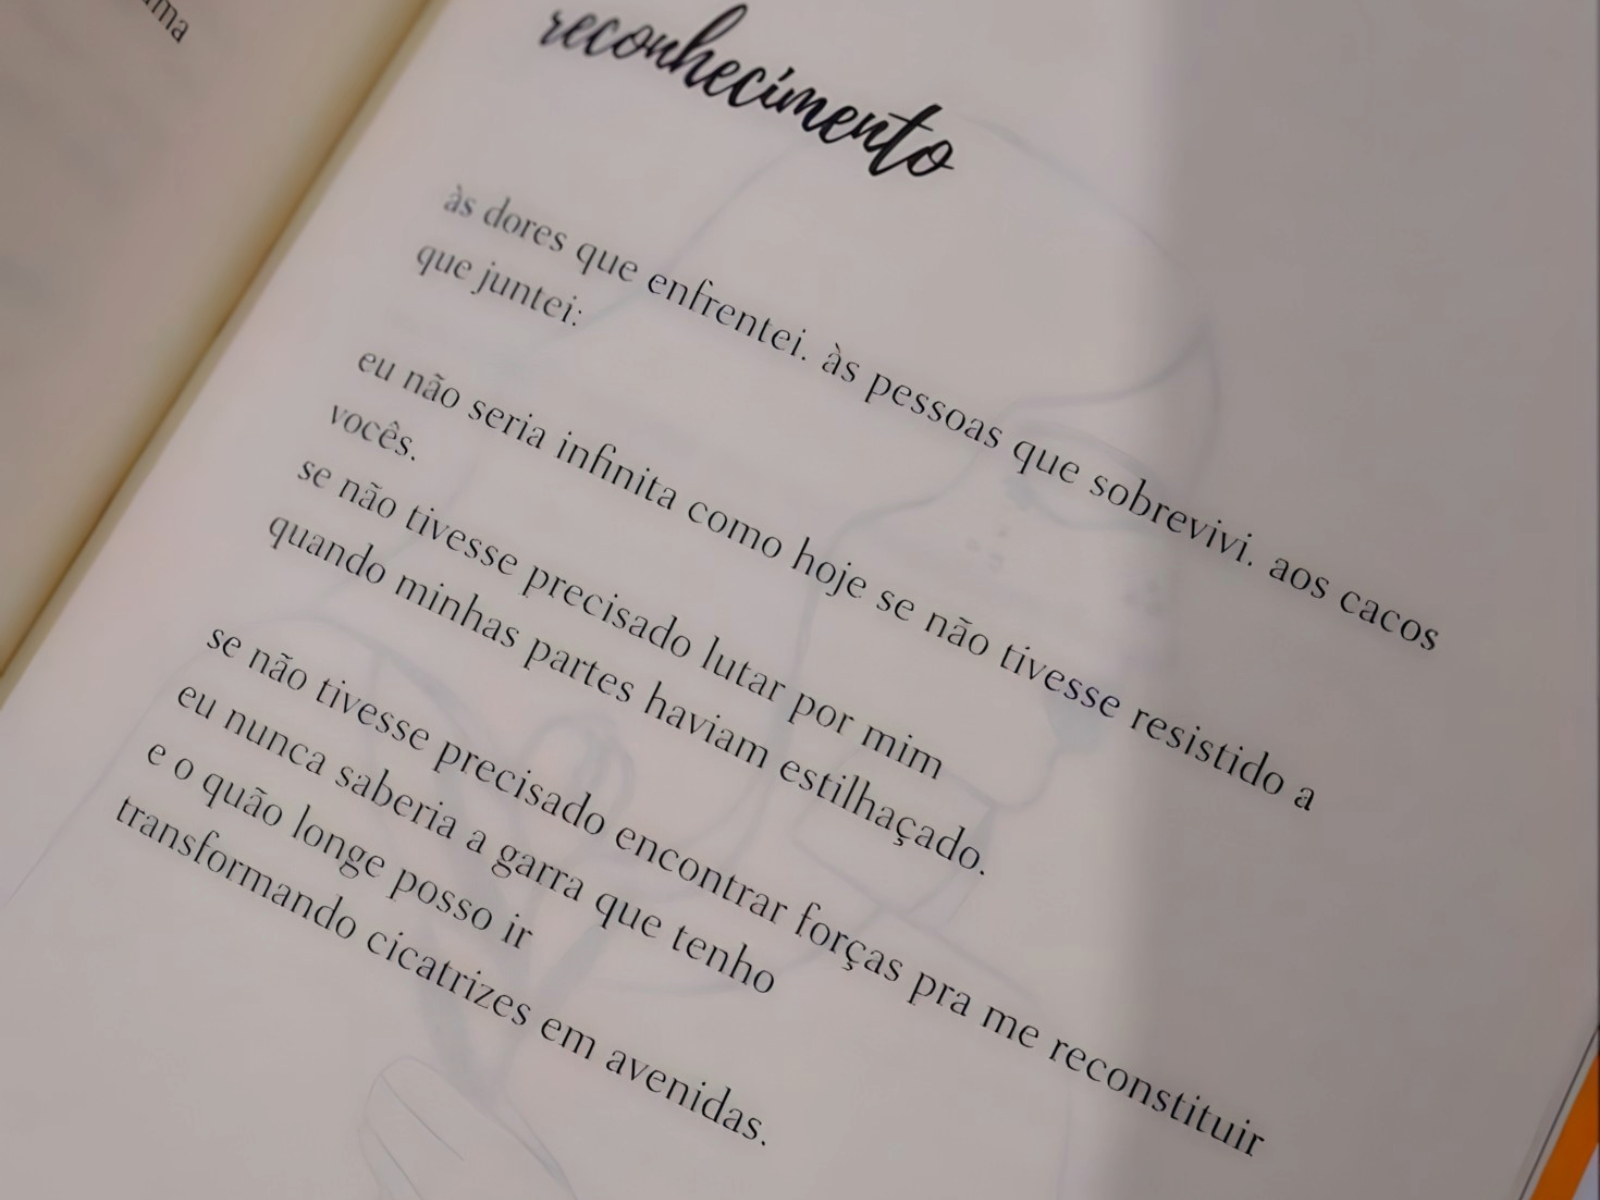 reconhecimento
às dores que enfrentei. às pessoas que sobrevivi. aos cacos
que juntei:
eu não seria infinita como hoje se não tivesse resistido a
vocês.
se não tivesse precisado lutar por mim
quando minhas partes haviam estilhaçado.
se não tivesse precisado encontrar forças pra me reconstituir
eu nunca saberia a garra que tenho
e o quão longe posso ir
transformando cicatrizes em avenidas.